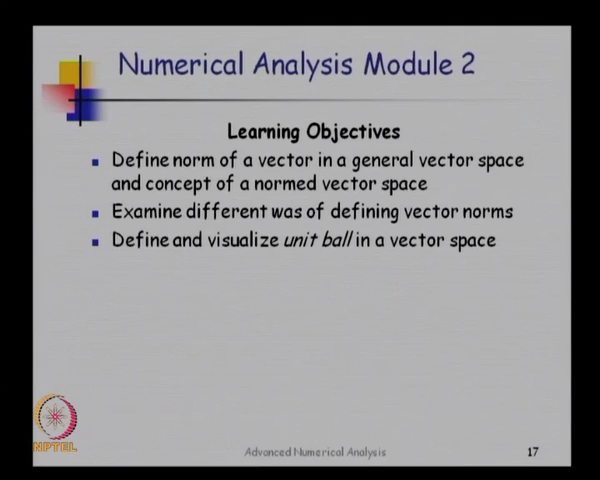 Numerical Analysis Module 2
Learning Objectives
Define norm of a vector in a general vector space
and concept of a normed vector space
Examine different was of defining vector norms
Define and visualize unit ball in a vector space
NPTEL
Advanced Numerical Analysis
17